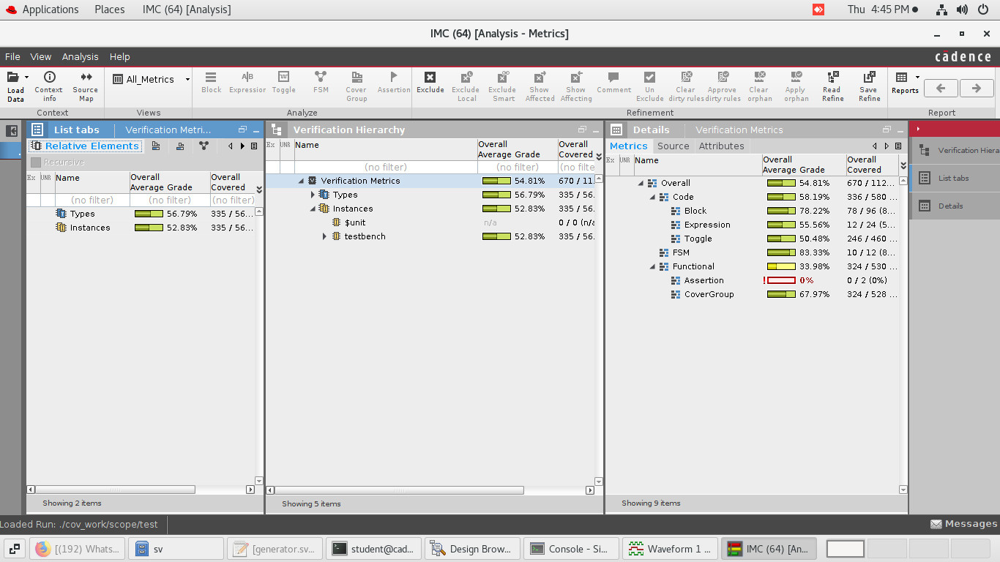 Applications Places IMC (64) [Analysis] Thu 4:45 PM
IMC (64) [Analysis - Metrics]
File View Analysis Help cādence
Load Data Context info Source Map All_Metrics Block Expression Toggle FSM Cover Group Assertion Exclude Exclude Local Exclude Smart Show Affected Show Affecting Comment Un Exclude Clear dirty rules Approve dirty rules Clear orphan Apply orphan Read Refine Save Refine Reports
Context Views Analyze Refinement Report
List tabs Verification Metri...
Relative Elements
Recursive
Ex UNR Name Overall Average Grade Overall Covered
(no filter) (no filter) (no filter)
Types 56.79% 335 / 56...
Instances 52.83% 335 / 56...
Showing 2 items
Verification Hierarchy
Ex UNR Name Overall Average Grade Overall Covered
(no filter) (no filter) (no filte
Verification Metrics 54.81% 670 / 11.
Types 56.79% 335 / 56.
Instances 52.83% 335 / 56.
$unit n/a 0 / 0 (n/a
testbench 52.83% 335 / 56.
Showing 5 items
Details Verification Metrics
Metrics Source Attributes
Ex UNR Name Overall Average Grade Overall Covered
Overall 54.81% 670 / 112...
Code 58.19% 336 / 580 ...
Block 78.22% 78 / 96 (8...
Expression 55.56% 12 / 24 (5...
Toggle 50.48% 246 / 460 ...
FSM 83.33% 10 / 12 (8...
Functional 33.98% 324 / 530 ...
Assertion ! 0% 0 / 2 (0%)
CoverGroup 67.97% 324 / 528 ...
Showing 9 items
Verification Hiera
List tabs
Details
Loaded Run: ./cov_work/scope/test Messages
[(192) Whats... sv [generator.sv... student@cad... Design Brow... Console - Si... Waveform 1 ... IMC (64) [An...